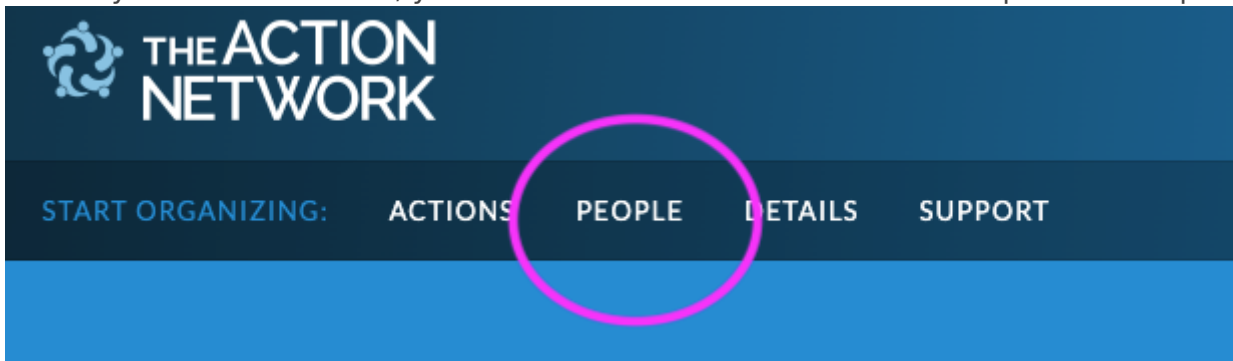 THE ACTION
NETWORK
START ORGANIZING: ACTIONS PEOPLE DETAILS SUPPORT